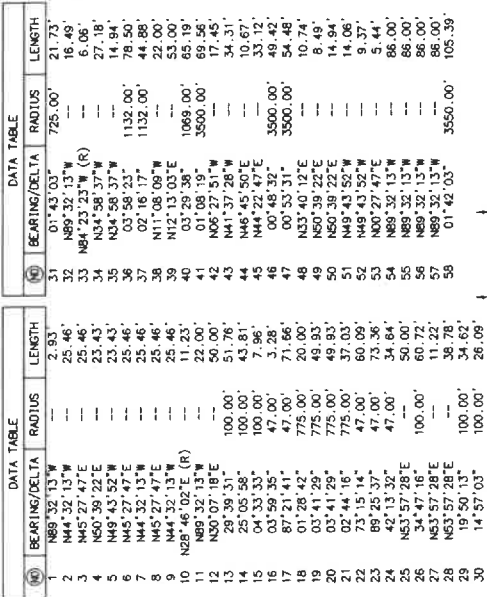 DATA TABLE
NO BEARING/DELTA RADIUS LENGTH
1 N89°32'13"W -- 2.93'
2 N44°32'13"W -- 25.46'
3 N45°27'47"E -- 25.46'
4 N50°39'22"E -- 23.43'
5 N49°43'52"W -- 23.43'
6 N45°27'47"E -- 25.46'
7 N44°32'13"W -- 25.46'
8 N45°27'47"E -- 25.46'
9 N44°32'13"W -- 25.46'
10 N28°46'02"E (R) -- 11.23'
11 N89°32'13"W -- 22.00'
12 N30°07'18"E -- 50.00'
13 29°39'31" 100.00' 51.76'
14 25°05'58" 100.00' 43.81'
15 04°33'33" 100.00' 7.96'
16 03°59'35" 47.00' 3.28'
17 87°21'41" 47.00' 71.66'
18 01°28'42" 775.00' 20.00'
19 03°41'29" 775.00' 49.93'
20 03°41'29" 775.00' 49.93'
21 02°44'16" 775.00' 37.03'
22 73°15'14" 47.00' 60.09'
23 89°25'37" 47.00' 73.36'
24 42°13'32" 47.00' 34.64'
25 N53°57'28"E -- 50.00'
26 34°47'16" 100.00' 60.72'
27 N53°57'28"E -- 11.22'
28 N53°57'28"E -- 38.78'
29 19°50'13" 100.00' 34.62'
30 14°57'03" 100.00' 26.09'
DATA TABLE
NO BEARING/DELTA RADIUS LENGTH
31 01°43'03" 725.00' 21.73'
32 N89°32'13"W -- 16.49'
33 N84°23'23"W (R) -- 6.06'
34 N34°58'37"W -- 27.18'
35 N34°58'37"W -- 14.94'
36 03°58'23" 1132.00' 78.50'
37 02°16'17" 1132.00' 44.88'
38 N11°08'09"W -- 22.00'
39 N12°13'03"E -- 53.00'
40 03°29'38" 1069.00' 65.19'
41 01°08'19" 3500.00' 69.56'
42 N06°27'51"W -- 17.45'
43 N41°37'28"W -- 34.31'
44 N46°45'50"E -- 10.67'
45 N44°22'47"E -- 33.12'
46 00°48'32" 3500.00' 49.42'
47 00°53'31" 3500.00' 54.48'
48 N33°40'12"E -- 10.74'
49 N50°39'22"E -- 8.49'
50 N50°39'22"E -- 14.94'
51 N49°43'52"W -- 14.06'
52 N49°43'52"W -- 9.37'
53 N00°27'47"E -- 5.44'
54 N89°32'13"W -- 86.00'
55 N89°32'13"W -- 86.00'
56 N89°32'13"W -- 86.00'
57 N89°32'13"W -- 86.00'
58 01°42'03" 3550.00' 105.39'